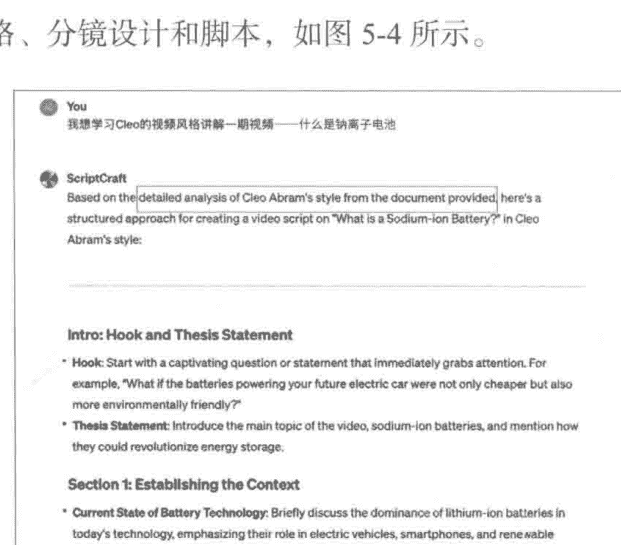 、分镜设计和脚本，如图 5-4 所示。
You
我想学习Cleo的视频风格讲解一期视频——什么是钠离子电池
ScriptCraft
Based on the detailed analysis of Cleo Abram's style from the document provided, here's a
structured approach for creating a video script on "What is a Sodium-ion Battery?" in Cleo
Abram's style:
Intro: Hook and Thesis Statement
• Hook: Start with a captivating question or statement that immediately grabs attention. For
example, "What if the batteries powering your future electric car were not only cheaper but also
more environmentally friendly?"
• Thesis Statement: Introduce the main topic of the video, sodium-ion batteries, and mention how
they could revolutionize energy storage.
Section 1: Establishing the Context
• Current State of Battery Technology: Briefly discuss the dominance of lithium-ion batteries in
today's technology, emphasizing their role in electric vehicles, smartphones, and renewable